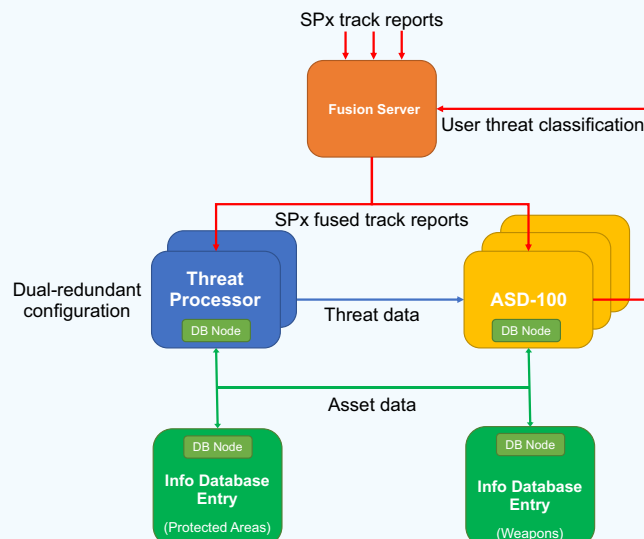 SPx track reports
Fusion Server
User threat classification
SPx fused track reports
Dual-redundant
configuration
Threat
Processor
DB Node
Threat data
ASD-100
DB Node
Asset data
DB Node
Info Database
Entry
(Protected Areas)
DB Node
Info Database
Entry
(Weapons)